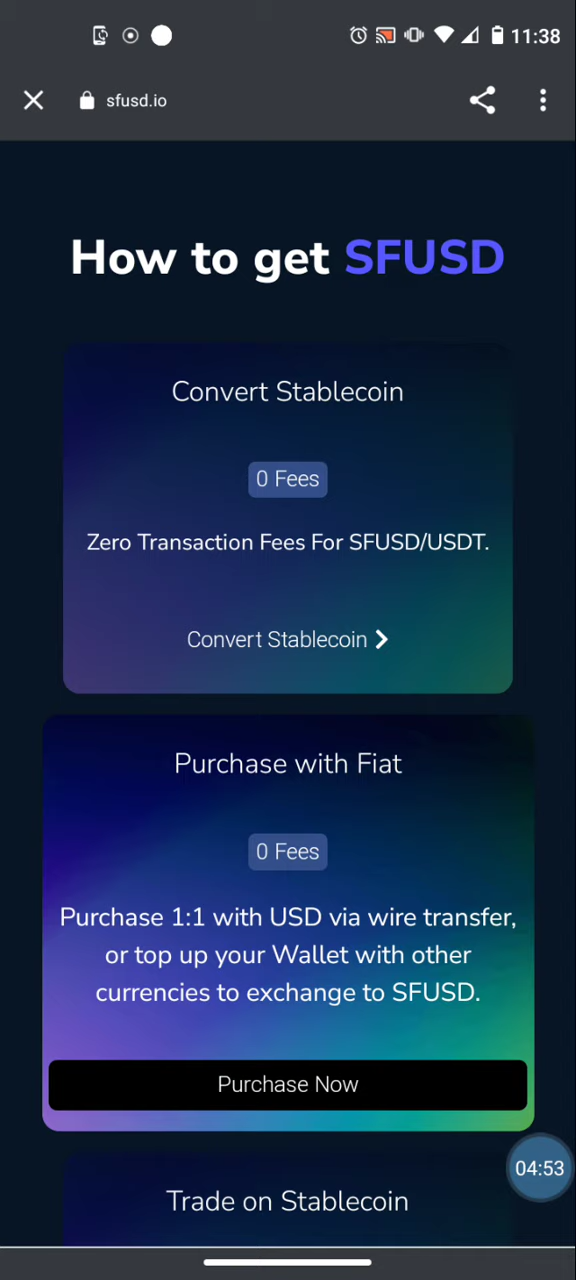 11:38
sfusd.io
How to get SFUSD
Convert Stablecoin
0 Fees
Zero Transaction Fees For SFUSD/USDT.
Convert Stablecoin
Purchase with Fiat
0 Fees
Purchase 1:1 with USD via wire transfer,
or top up your Wallet with other
currencies to exchange to SFUSD.
Purchase Now
04:53
Trade on Stablecoin